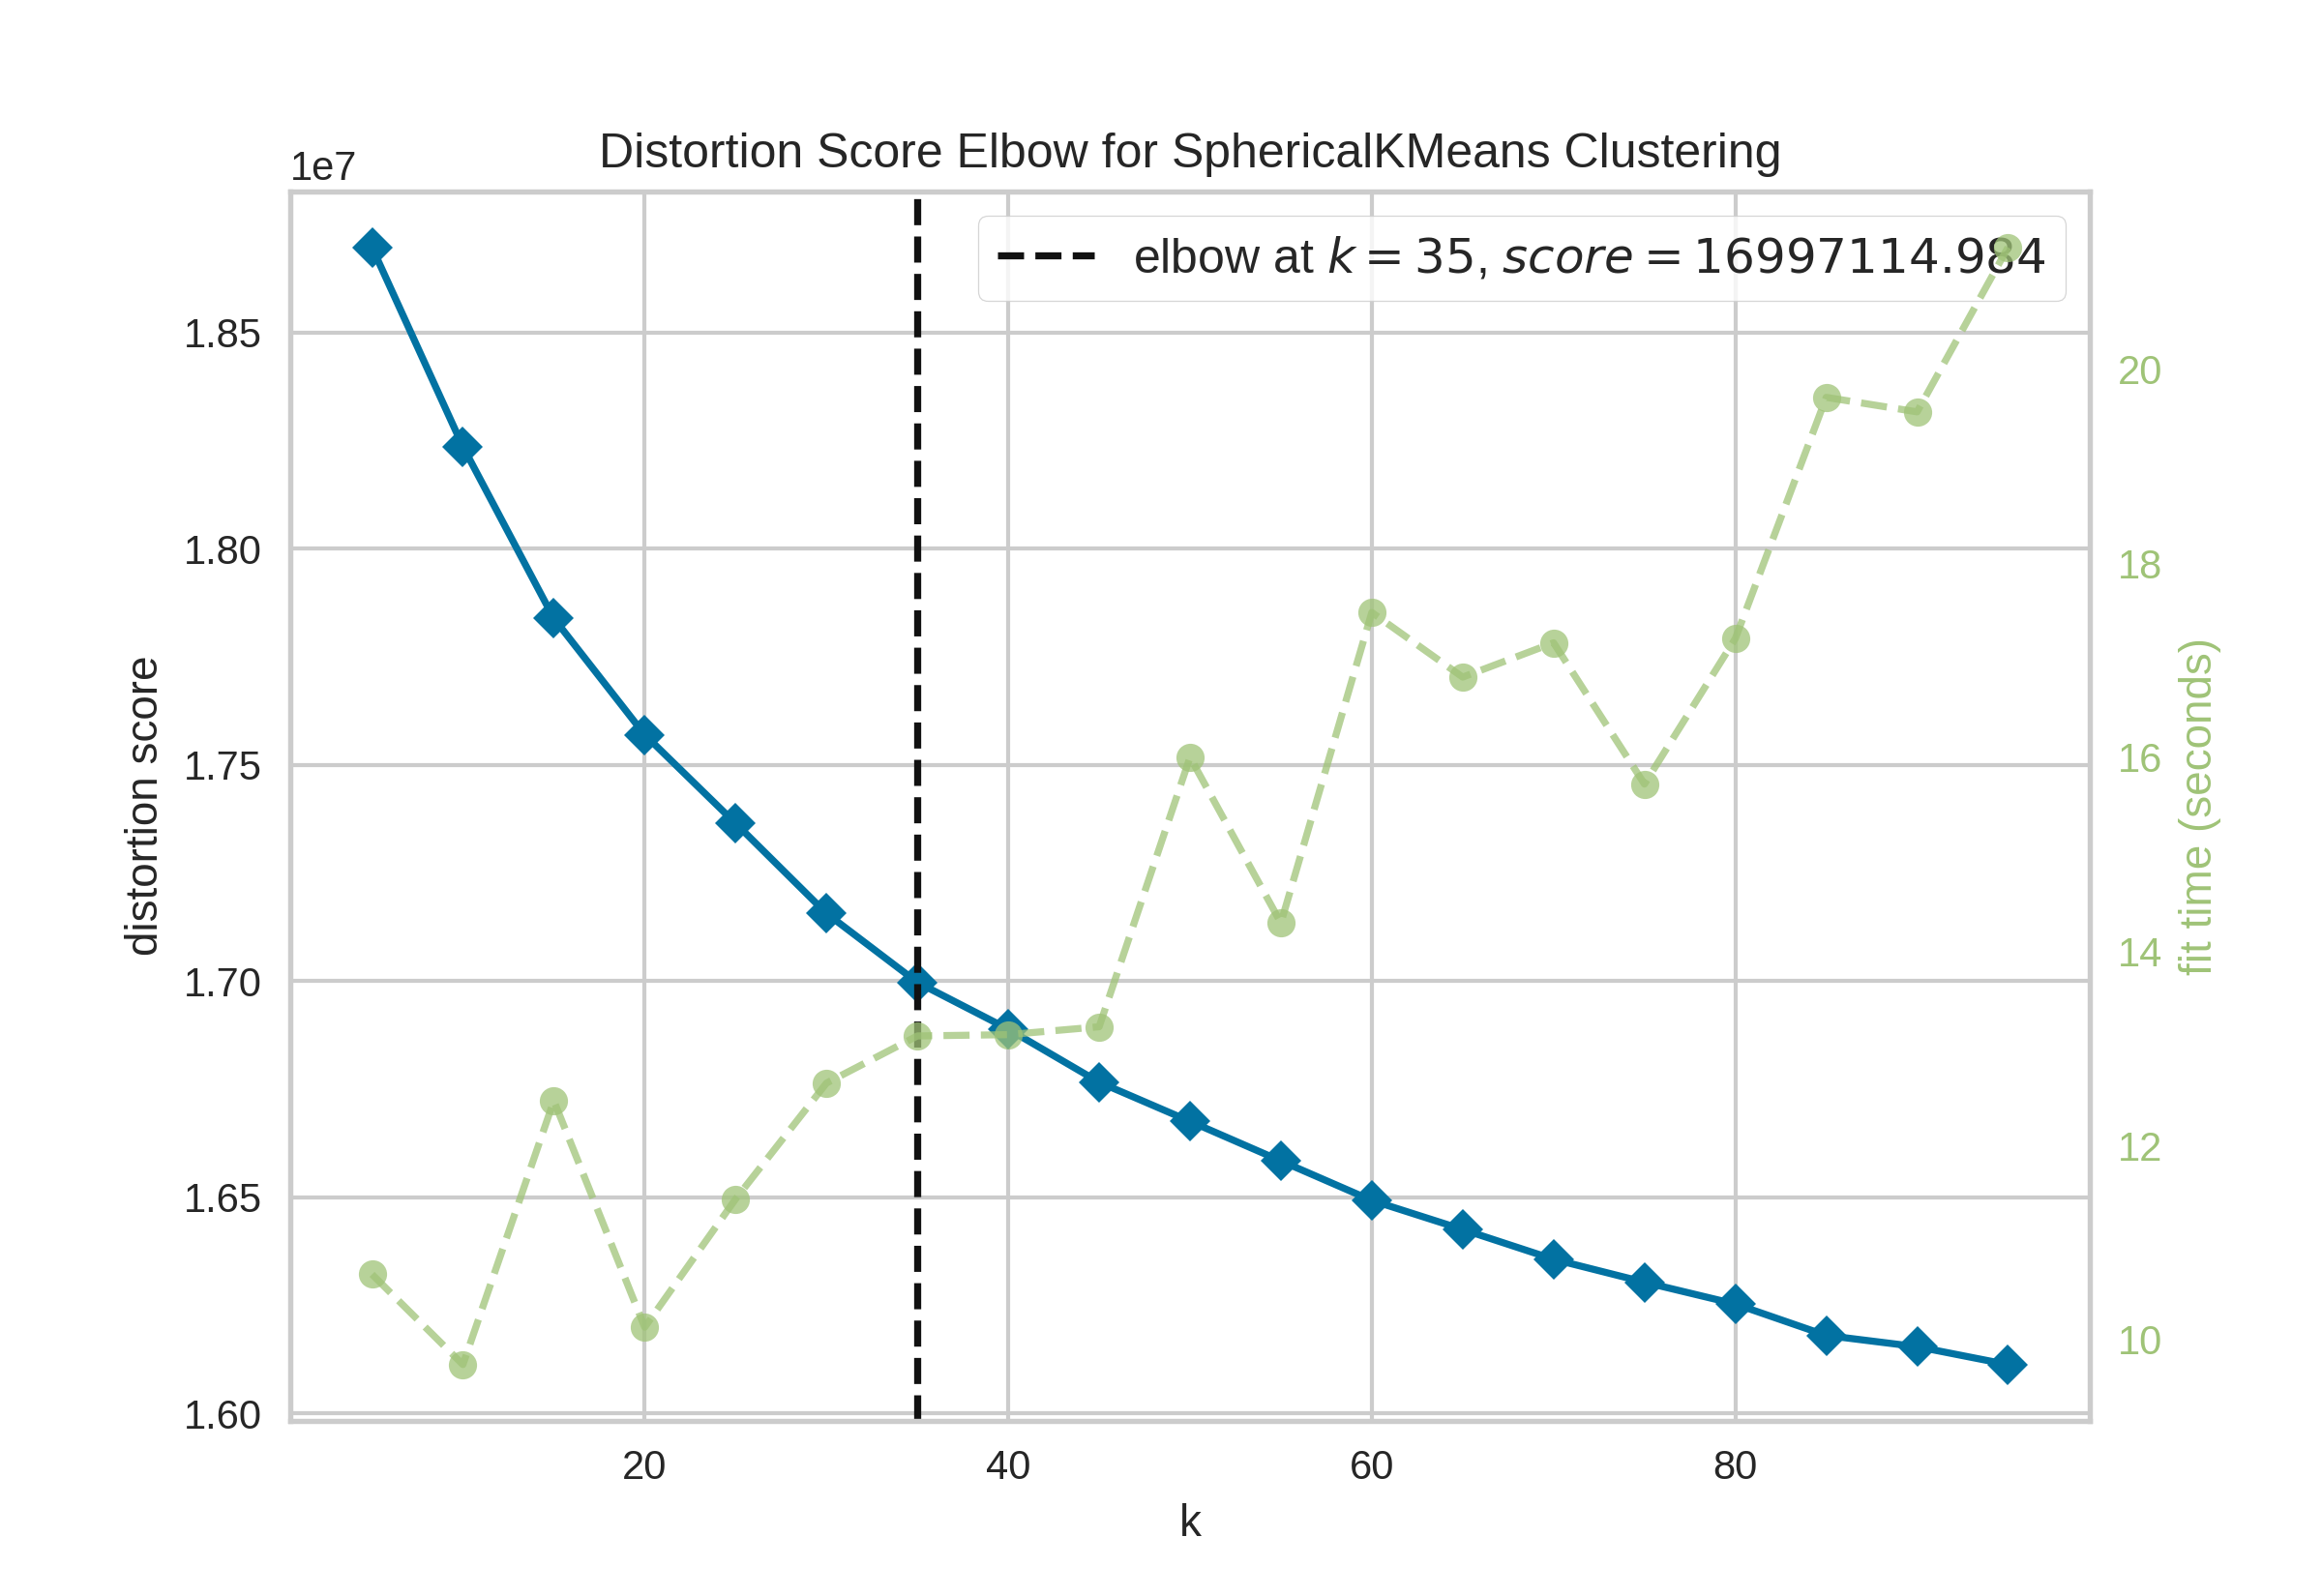 Distortion Score Elbow for SphericalKMeans Clustering
1e7
elbow at k = 35, score = 16997114.984
1.85
1.80
1.75
1.70
1.65
1.60
distortion score
20
18
16
14
12
10
fit time (seconds)
20 40 60 80
k